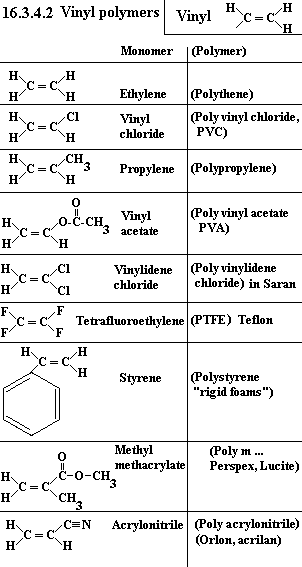 16.3.4.2 Vinyl polymers
Vinyl H H C = C H
Monomer (Polymer)
H H C = C H H
Ethylene (Polythene)
H Cl C = C H H
Vinyl chloride
(Poly vinyl chloride, PVC)
H CH3 C = C H H
Propylene (Polypropylene)
O
O-C-CH3
H C = C H H
Vinyl acetate
(Poly vinyl acetate PVA)
H Cl C = C H Cl
Vinylidene chloride
(Poly vinylidene chloride) in Saran
F F C = C F F
Tetrafluoroethylene (PTFE) Teflon
H H C = C H
Styrene
(Polystyrene "rigid foams")
O
C-O-CH3
H C = C H CH3
Methyl methacrylate
(Poly m ...
Perspex, Lucite)
H C≡N C = C H H
Acrylonitrile
(Poly acrylonitrile)
(Orlon, acrilan)